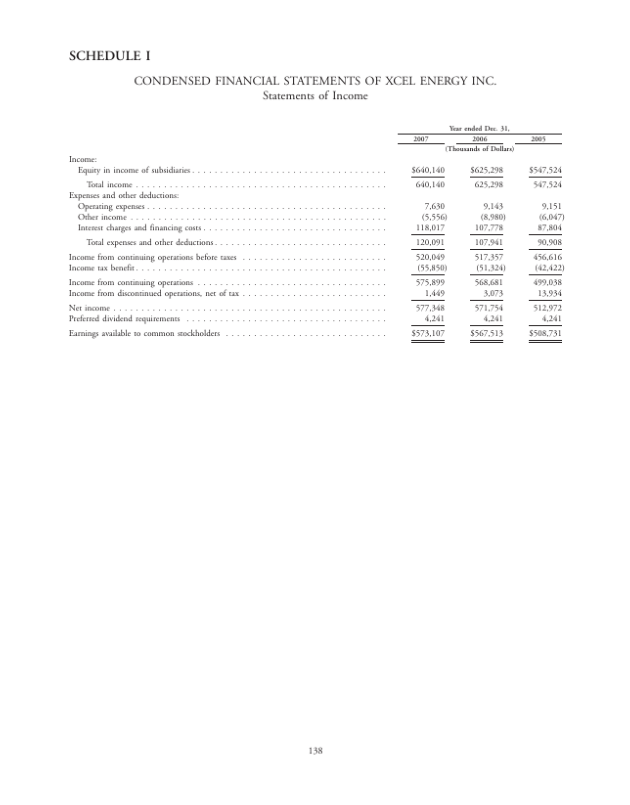 SCHEDULE I
CONDENSED FINANCIAL STATEMENTS OF XCEL ENERGY INC.
Statements of Income
Year ended Dec. 31,
2007 2006 2005
(Thousands of Dollars)
Income:
Equity in income of subsidiaries . . . . . . . . . . . . . . . . . . . . . . . . . . . . . . . . . . $640,140 $625,298 $547,524
Total income . . . . . . . . . . . . . . . . . . . . . . . . . . . . . . . . . . . . . . . . . . . 640,140 625,298 547,524
Expenses and other deductions:
Operating expenses . . . . . . . . . . . . . . . . . . . . . . . . . . . . . . . . . . . . . . . . . 7,630 9,143 9,151
Other income . . . . . . . . . . . . . . . . . . . . . . . . . . . . . . . . . . . . . . . . . . . . (5,556) (8,980) (6,047)
Interest charges and financing costs . . . . . . . . . . . . . . . . . . . . . . . . . . . . . . . 118,017 107,778 87,804
Total expenses and other deductions . . . . . . . . . . . . . . . . . . . . . . . . . . . . . 120,091 107,941 90,908
Income from continuing operations before taxes . . . . . . . . . . . . . . . . . . . . . . . . . 520,049 517,357 456,616
Income tax benefit . . . . . . . . . . . . . . . . . . . . . . . . . . . . . . . . . . . . . . . . . . . (55,850) (51,324) (42,422)
Income from continuing operations . . . . . . . . . . . . . . . . . . . . . . . . . . . . . . . . . 575,899 568,681 499,038
Income from discontinued operations, net of tax . . . . . . . . . . . . . . . . . . . . . . . . . 1,449 3,073 13,934
Net income . . . . . . . . . . . . . . . . . . . . . . . . . . . . . . . . . . . . . . . . . . . . . . . 577,348 571,754 512,972
Preferred dividend requirements . . . . . . . . . . . . . . . . . . . . . . . . . . . . . . . . . . . 4,241 4,241 4,241
Earnings available to common stockholders . . . . . . . . . . . . . . . . . . . . . . . . . . . . $573,107 $567,513 $508,731
138